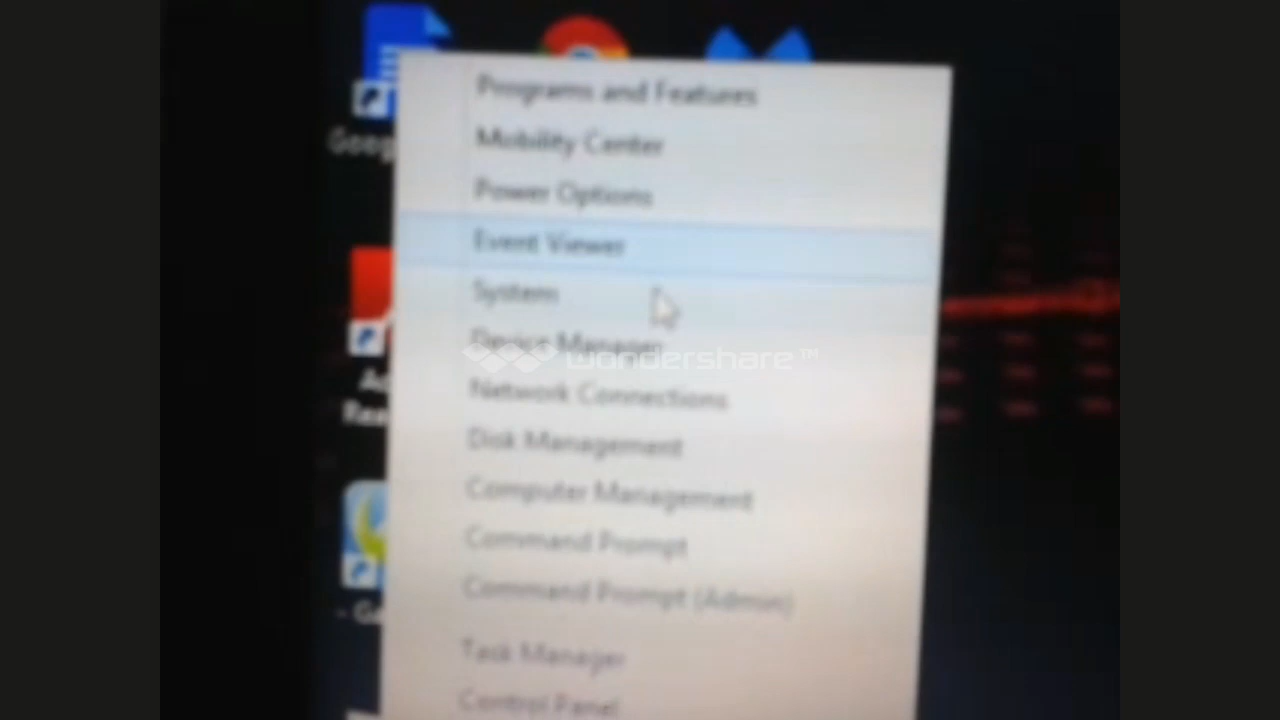 Programs and Features
Mobility Center
Power Options
Event Viewer
System
Device Manager
wondershare™
Network Connections
Disk Management
Computer Management
Command Prompt
Command Prompt (Admin)
Task Manager
Control Panel